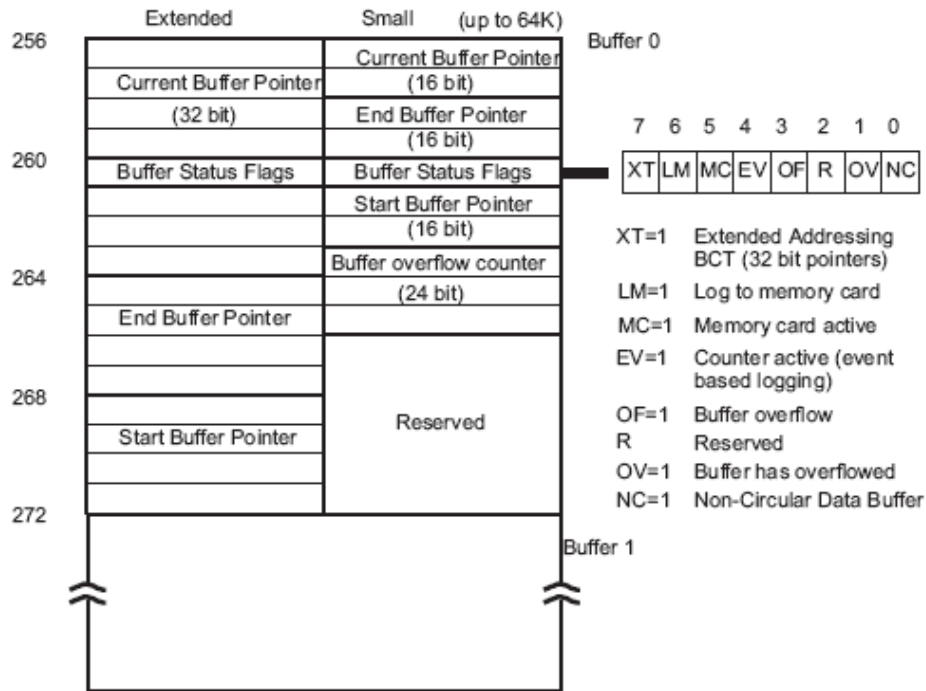 Extended Small (up to 64K)
256 Buffer 0
Current Buffer Pointer
Current Buffer Pointer (16 bit)
(32 bit) End Buffer Pointer
(16 bit)
7 6 5 4 3 2 1 0
260 Buffer Status Flags Buffer Status Flags XT LM MC EV OF R OV NC
Start Buffer Pointer
(16 bit)
XT=1 Extended Addressing
BCT (32 bit pointers)
Buffer overflow counter
264 (24 bit)
LM=1 Log to memory card
End Buffer Pointer
MC=1 Memory card active
EV=1 Counter active (event
based logging)
268
Reserved
OF=1 Buffer overflow
Start Buffer Pointer
R Reserved
OV=1 Buffer has overflowed
NC=1 Non-Circular Data Buffer
272
Buffer 1